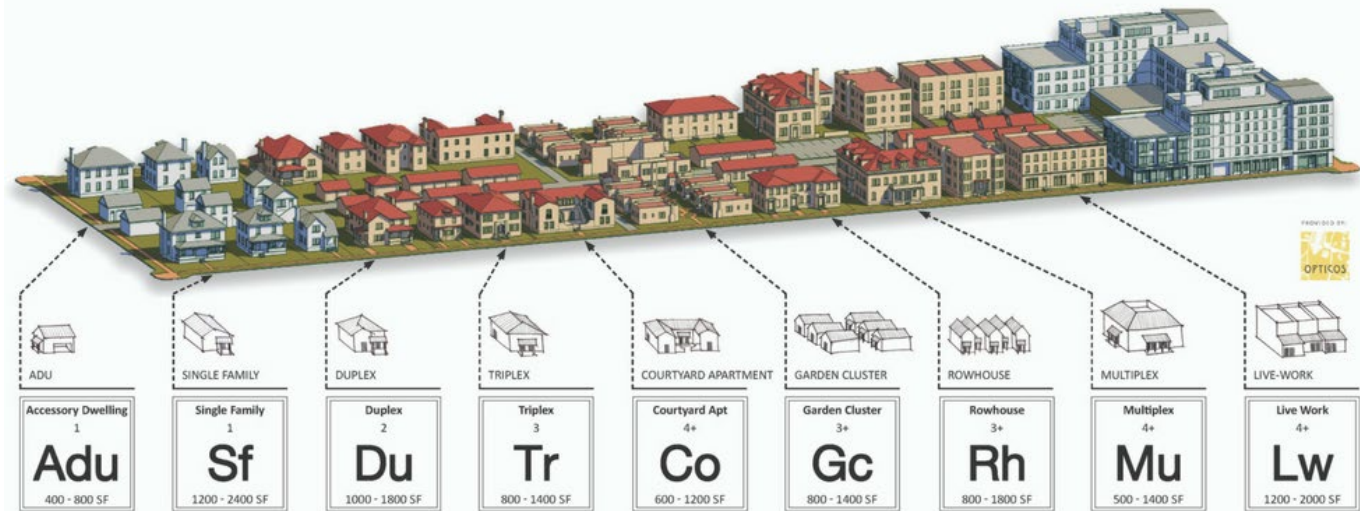 PROVIDED BY:
OPTICOS
ADU
SINGLE FAMILY
DUPLEX
TRIPLEX
COURTYARD APARTMENT
GARDEN CLUSTER
ROWHOUSE
MULTIPLEX
LIVE-WORK
Accessory Dwelling
1
Adu
400 - 800 SF
Single Family
1
Sf
1200 - 2400 SF
Duplex
2
Du
1000 - 1800 SF
Triplex
3
Tr
800 - 1400 SF
Courtyard Apt
4+
Co
600 - 1200 SF
Garden Cluster
3+
Gc
800 - 1400 SF
Rowhouse
3+
Rh
800 - 1800 SF
Multiplex
4+
Mu
500 - 1400 SF
Live Work
4+
Lw
1200 - 2000 SF